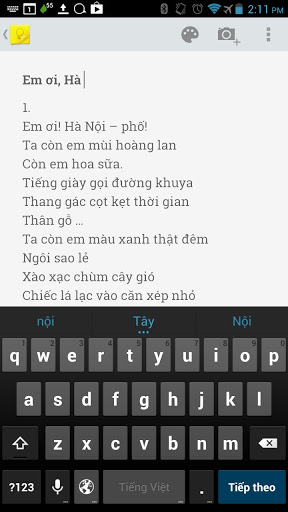 1 55 2:11 PM
Em ơi, Hà
1.
Em ơi! Hà Nội – phố!
Ta còn em mùi hoàng lan
Còn em hoa sữa.
Tiếng giày gọi đường khuya
Thang gác cọt kẹt thời gian
Thân gỗ ...
Ta còn em màu xanh thật đêm
Ngôi sao lẻ
Xào xạc chùm cây gió
Chiếc lá lạc vào căn xép nhỏ
nội Tây Nội
q w e r t y u i o p
a s d f g h j k l
z x c v b n m
?123 Tiếng Việt . Tiếp theo